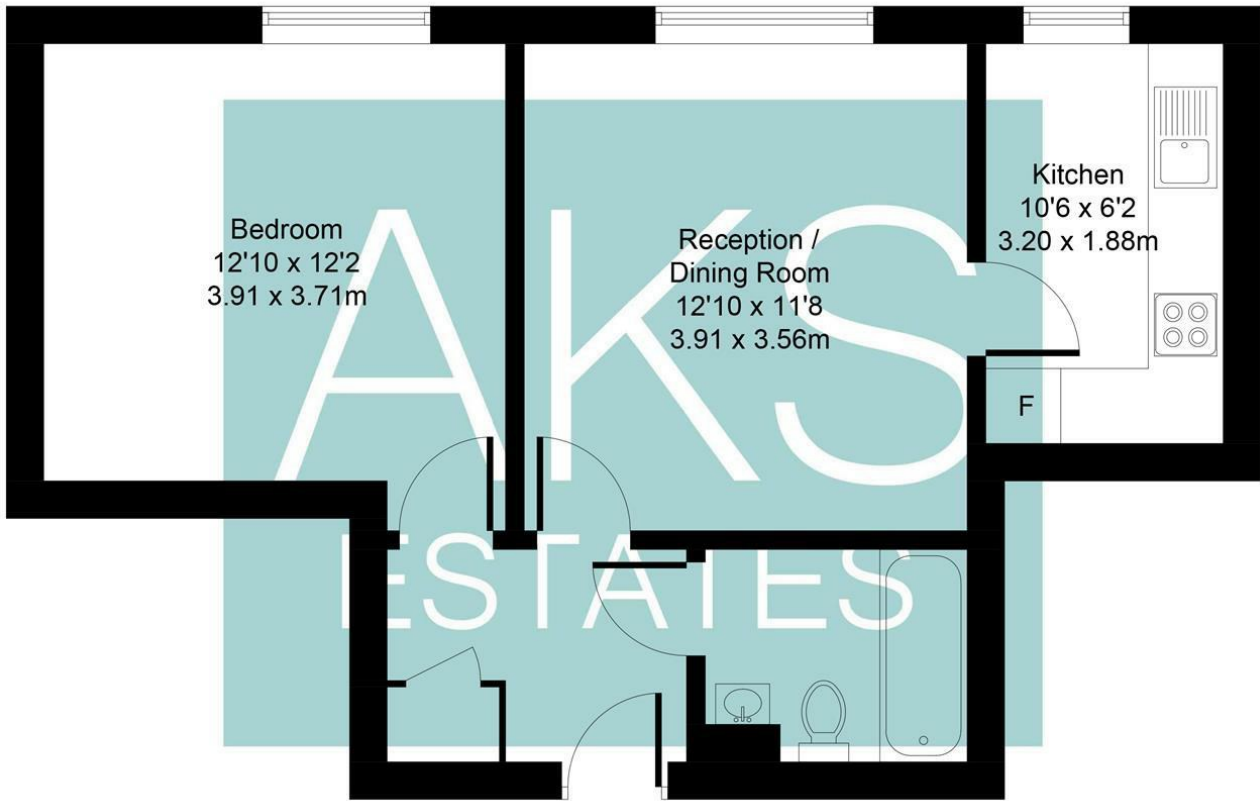 Bedroom
12'10 x 12'2
3.91 x 3.71m
Reception /
Dining Room
12'10 x 11'8
3.91 x 3.56m
Kitchen
10'6 x 6'2
3.20 x 1.88m
F
AKS
ESTATES